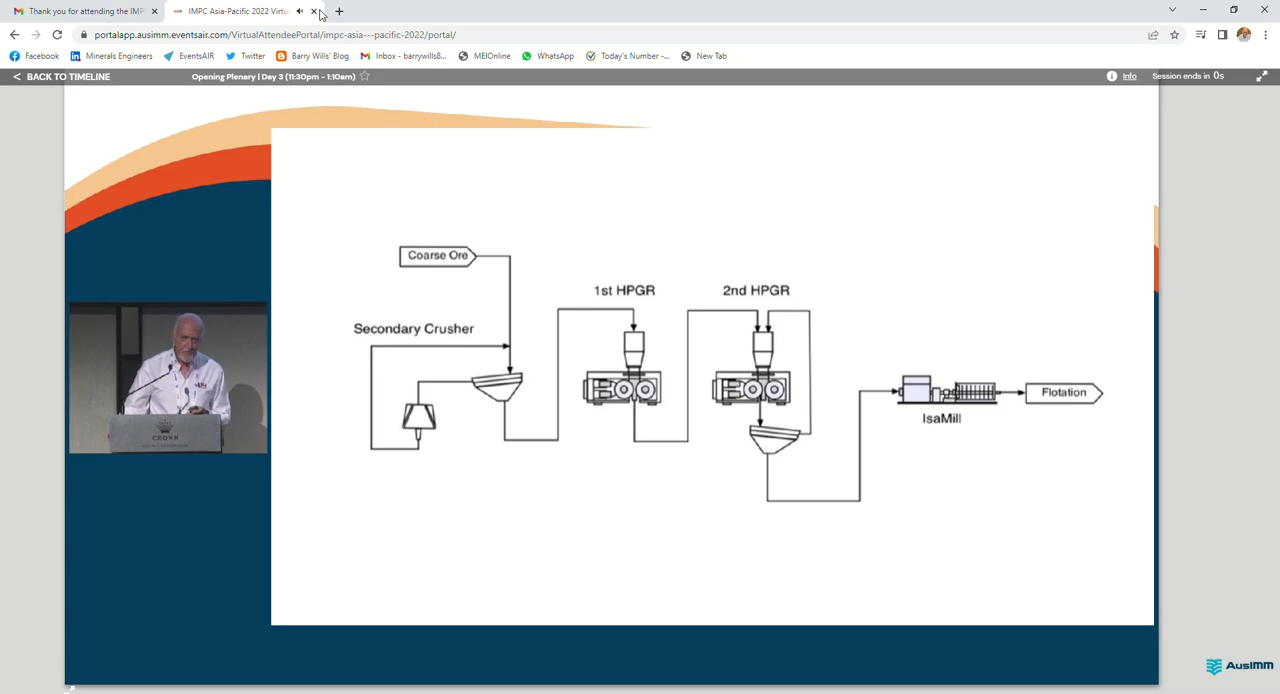 Thank you for attending the IMP
IMPC Asia-Pacific 2022 Virtu
portalapp.ausimm.eventsair.com/VirtualAttendeePortal/impc-asia---pacific-2022/portal/
Facebook
Minerals Engineers
EventsAIR
Twitter
Barry Wills' Blog
Inbox - barrywills8...
MEIOnline
WhatsApp
Today's Number -...
New Tab
< BACK TO TIMELINE
Opening Plenary | Day 3 (11:30pm - 1:10am)
Info
Session ends in 0s
Coarse Ore
1st HPGR
2nd HPGR
Secondary Crusher
Flotation
IsaMill
CROWN
AusIMM